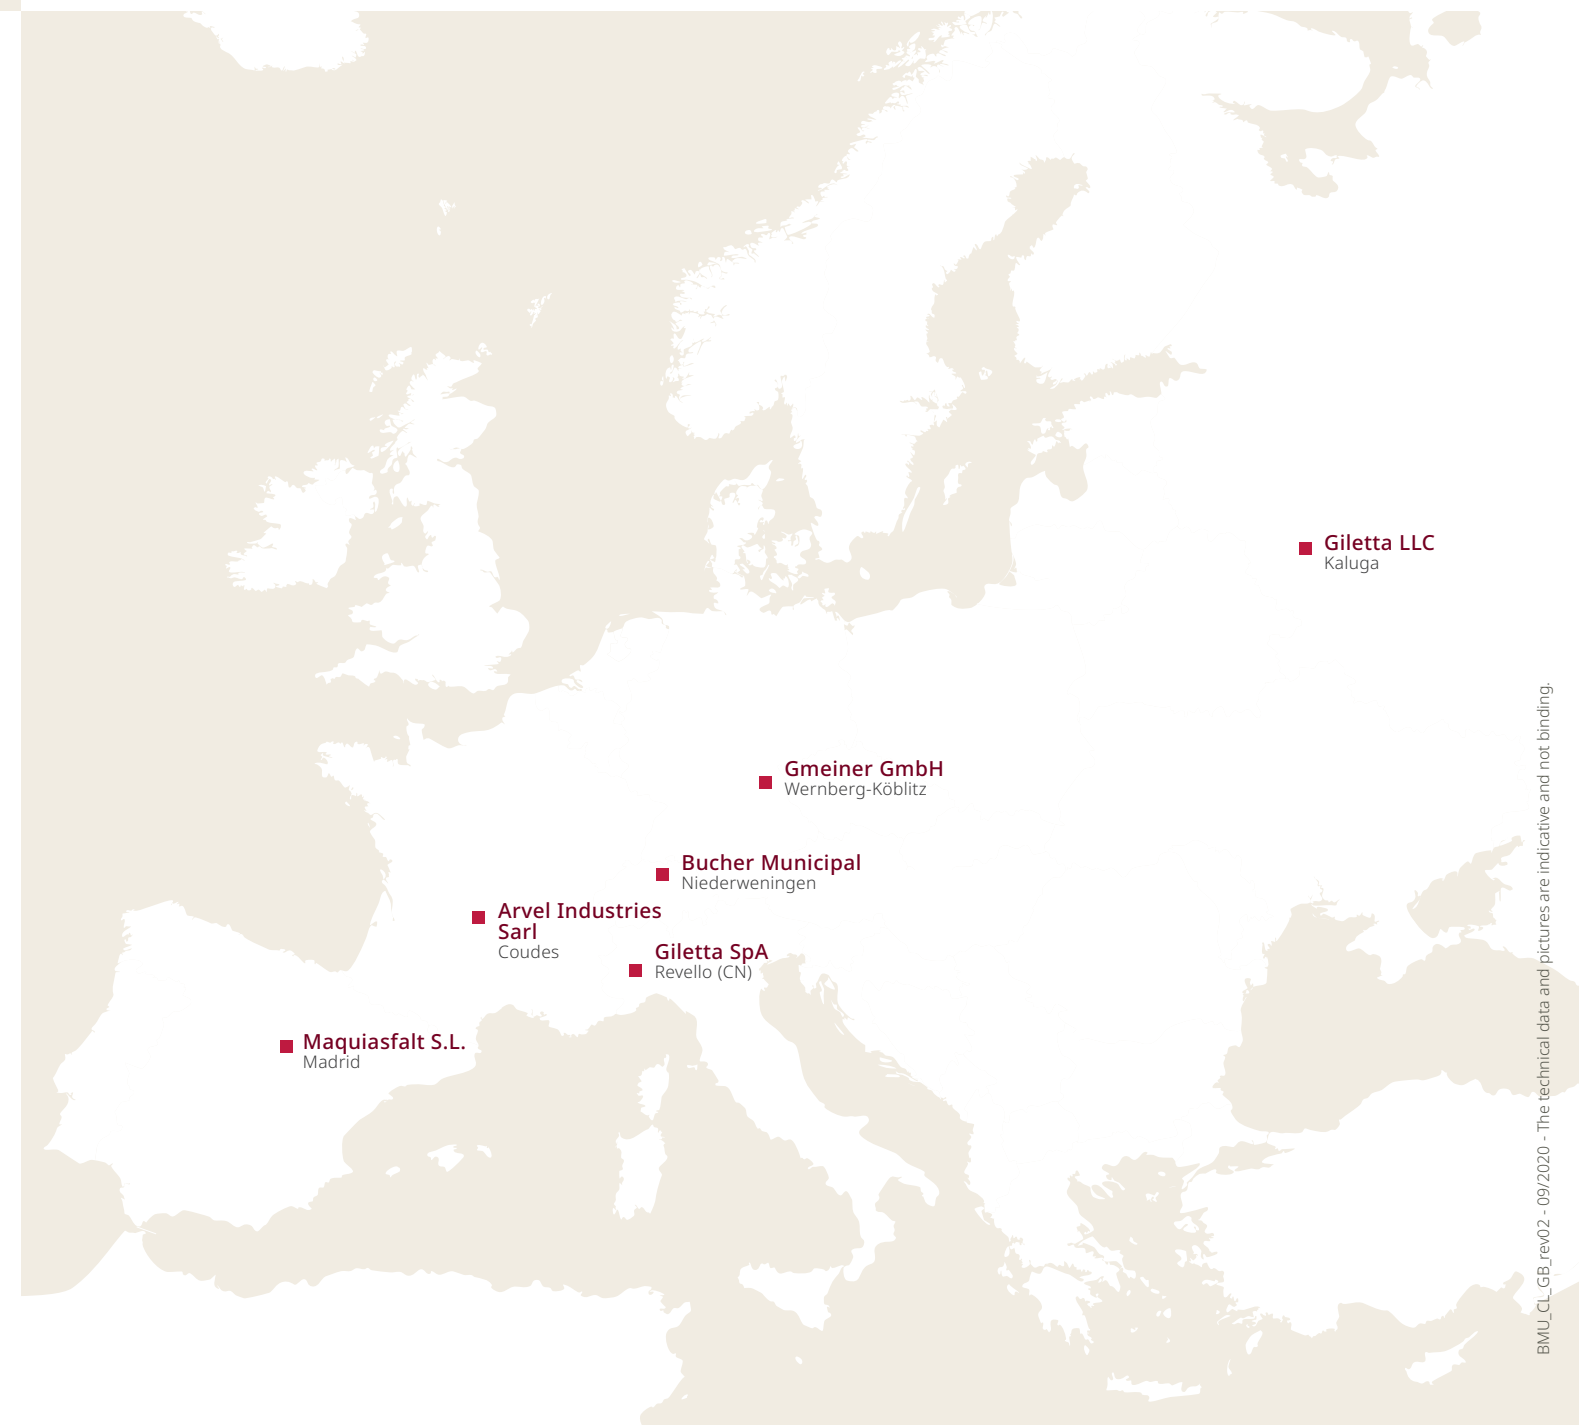 Giletta LLC
Kaluga
Gmeiner GmbH
Wernberg-Köblitz
Bucher Municipal
Niederweningen
Arvel Industries
Sarl
Coudes
Giletta SpA
Revello (CN)
Maquiasfalt S.L.
Madrid
BMU_CL_GB_rev02 - 09/2020 - The technical data and pictures are indicative and not binding.